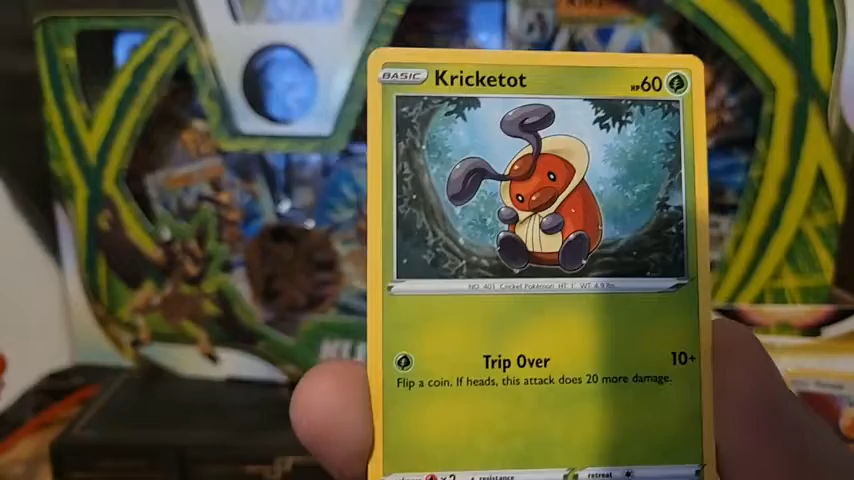 BASIC Kricketot HP60
NO. 401 Cricket Pokémon HT: 1' WT: 4.9 lbs.
Trip Over 10+
Flip a coin. If heads, this attack does 20 more damage.
×2 resistance retreat